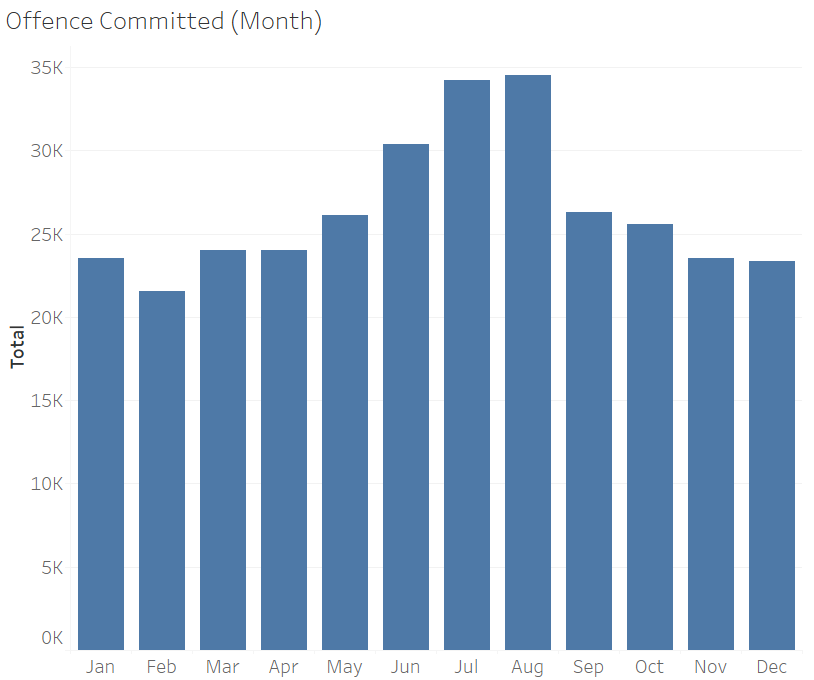 Offence Committed (Month)
35K
30K
25K
20K
15K
10K
5K
0K
Total
Jan Feb Mar Apr May Jun Jul Aug Sep Oct Nov Dec